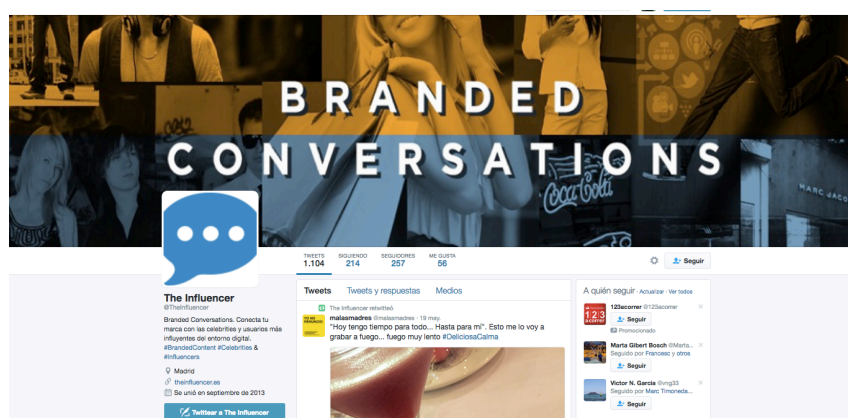 BRANDED
CONVERSATIONS
Coca-Cola
MARC JACO
TWEETS SIGUIENDO SEGUIDORES ME GUSTA
1.104 214 257 56
Seguir
The Influencer
@TheInfluencer
Branded Conversations. Conecta tu
marca con las celebrities y usuarios más
influyentes del entorno digital.
#BrandedContent #Celebrities &
#Influencers
Madrid
theinfluencer.es
Se unió en septiembre de 2013
Twittear a The Influencer
Tweets Tweets y respuestas Medios
The Influencer retwitteó
malasmadres @malasmadres · 19 may.
"Hoy tengo tiempo para todo... Hasta para mí". Esto me lo voy a
grabar a fuego... fuego muy lento #DeliciosaCalma
A quién seguir · Actualizar · Ver todos
123acorrer @123acorrer
Seguir
Promocionado
Marta Gibert Bosch @Marta...
Seguido por Francesc y otros
Seguir
Victor N. Garcia @vng33
Seguido por Marc Timoneda...
Seguir